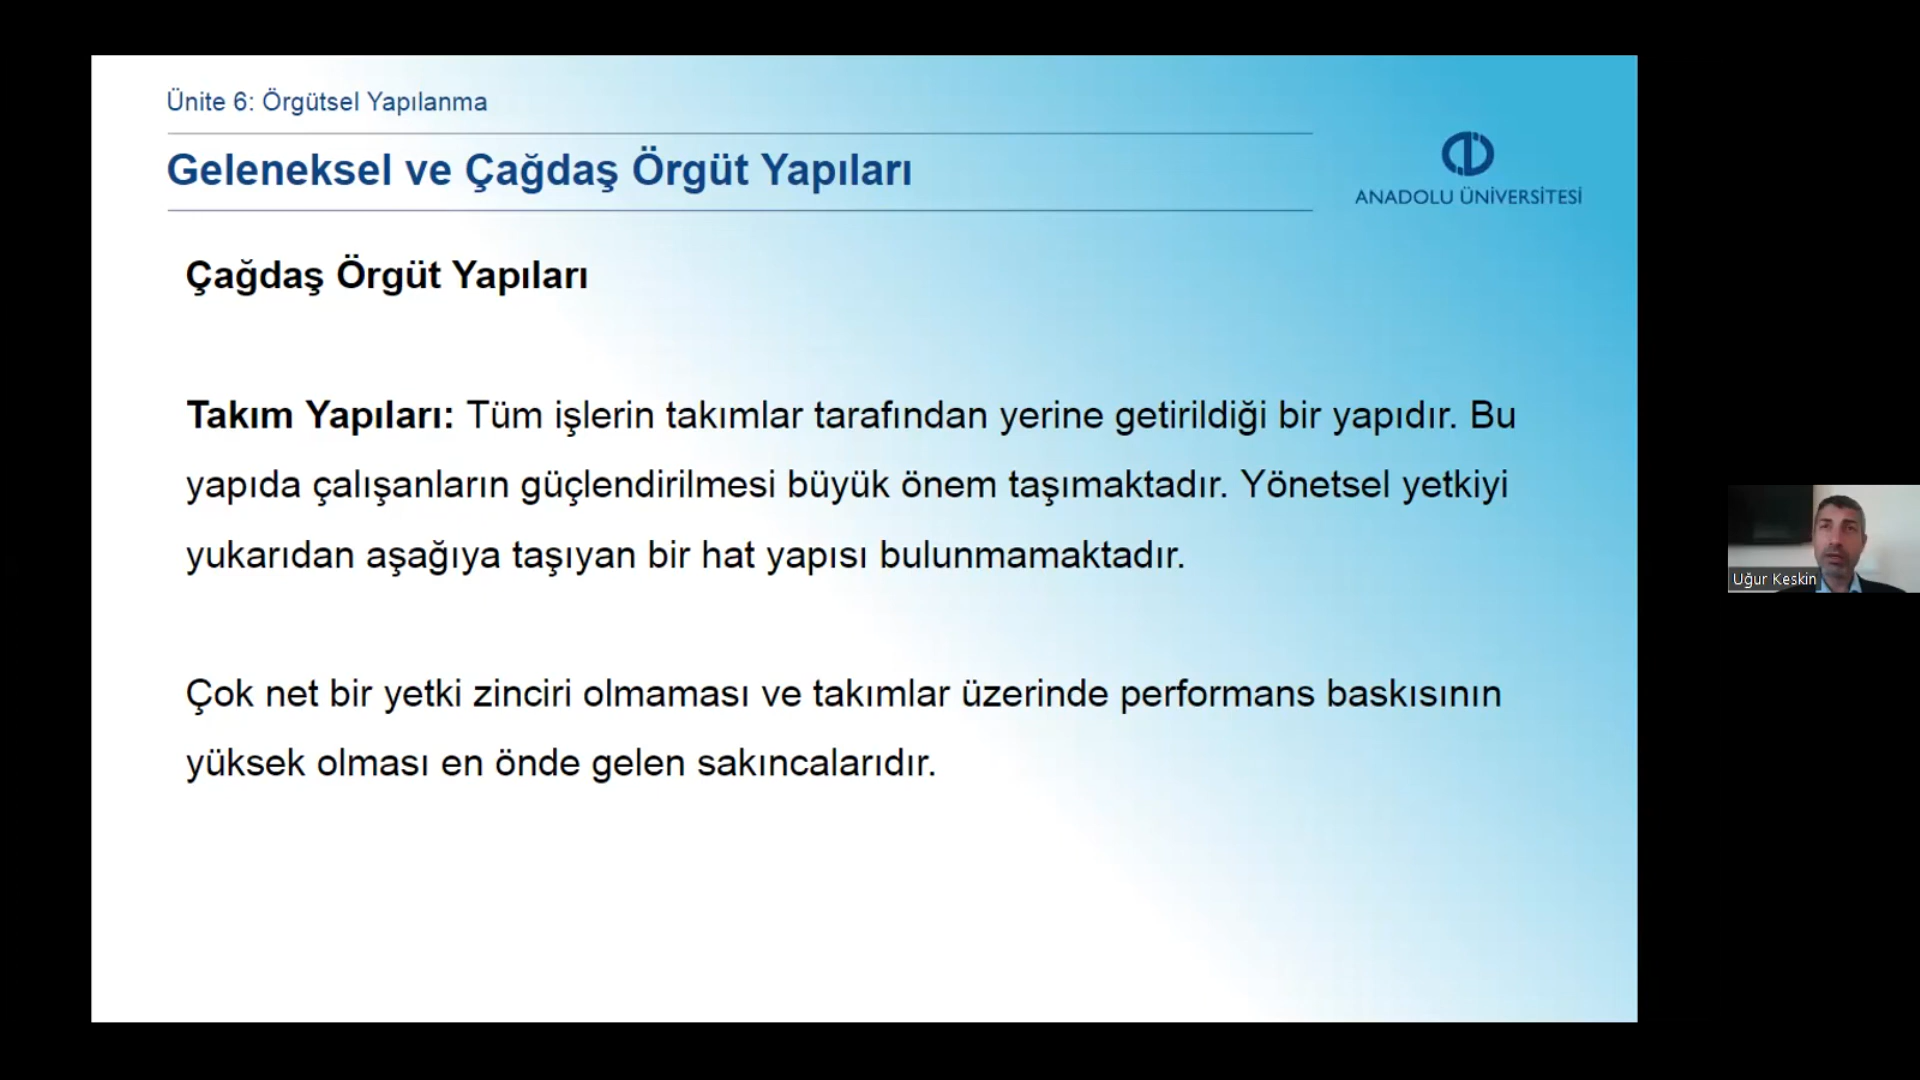 Ünite 6: Örgütsel Yapılanma
Geleneksel ve Çağdaş Örgüt Yapıları
ANADOLU ÜNİVERSİTESİ
Çağdaş Örgüt Yapıları
Takım Yapıları: Tüm işlerin takımlar tarafından yerine getirildiği bir yapıdır. Bu
yapıda çalışanların güçlendirilmesi büyük önem taşımaktadır. Yönetsel yetkiyi
yukarıdan aşağıya taşıyan bir hat yapısı bulunmamaktadır.
Çok net bir yetki zinciri olmaması ve takımlar üzerinde performans baskısının
yüksek olması en önde gelen sakıncalarıdır.
Uğur Keskin